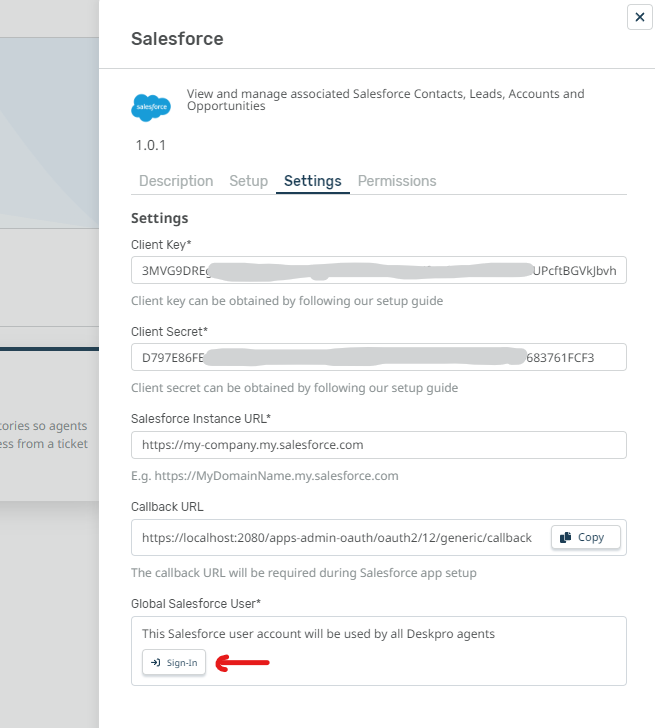 Salesforce
salesforce
View and manage associated Salesforce Contacts, Leads, Accounts and
Opportunities
1.0.1
Description Setup Settings Permissions
Settings
Client Key*
3MVG9DRE UPcftBGVkJbvh
Client key can be obtained by following our setup guide
Client Secret*
D797E86FE 683761FCF3
Client secret can be obtained by following our setup guide
Salesforce Instance URL*
https://my-company.my.salesforce.com
E.g. https://MyDomainName.my.salesforce.com
Callback URL
https://localhost:2080/apps-admin-oauth/oauth2/12/generic/callback
Copy
The callback URL will be required during Salesforce app setup
Global Salesforce User*
This Salesforce user account will be used by all Deskpro agents
Sign-In
tories so agents
ess from a ticket